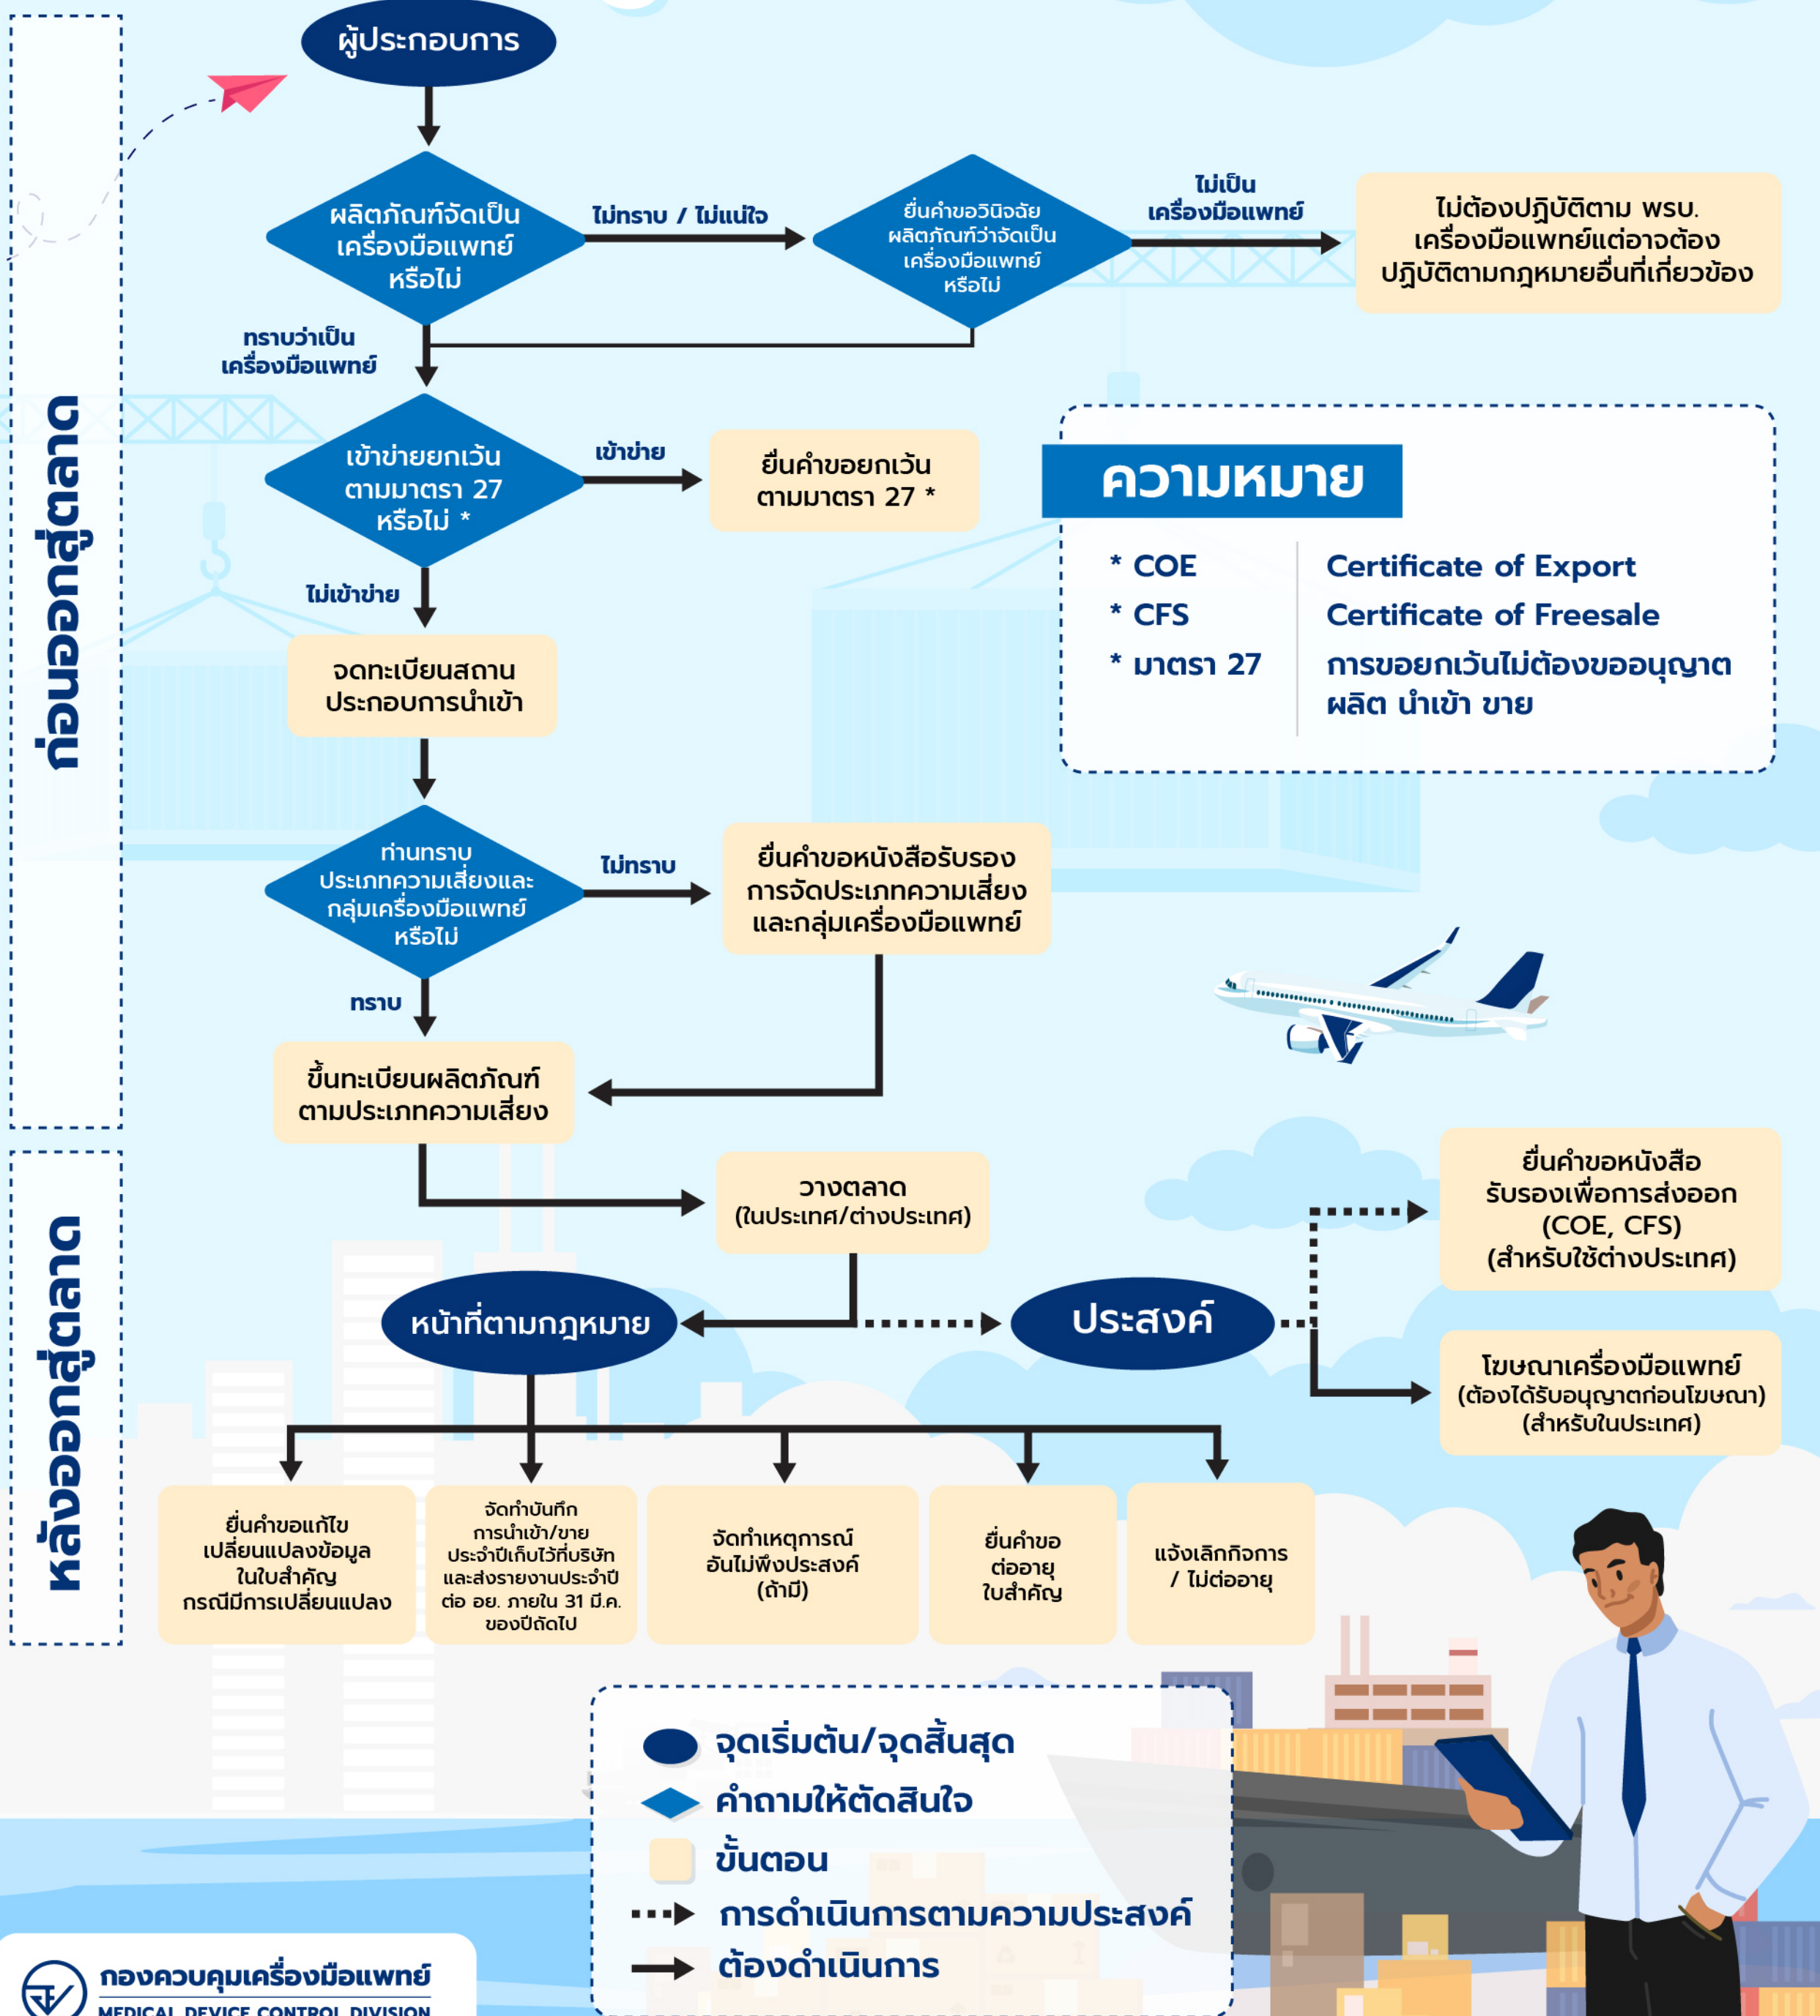 ผู้ประกอบการ
ผลิตภัณฑ์จัดเป็น
เครื่องมือแพทย์
หรือไม่
ไม่ทราบ / ไม่แน่ใจ
ยื่นคำขอวินิจฉัย
ผลิตภัณฑ์ว่าจัดเป็น
เครื่องมือแพทย์
หรือไม่
ไม่เป็น
เครื่องมือแพทย์
ไม่ต้องปฏิบัติตาม พรบ.
เครื่องมือแพทย์แต่อาจต้อง
ปฏิบัติตามกฎหมายอื่นที่เกี่ยวข้อง
ทราบว่าเป็น
เครื่องมือแพทย์
ก่อนออกสู่ตลาด
เข้าข่ายยกเว้น
ตามมาตรา 27
หรือไม่ *
เข้าข่าย
ยื่นคำขอยกเว้น
ตามมาตรา 27 *
ความหมาย
* COE
Certificate of Export
* CFS
Certificate of Freesale
* มาตรา 27
การขอยกเว้นไม่ต้องขออนุญาต
ผลิต นำเข้า ขาย
ไม่เข้าข่าย
จดทะเบียนสถาน
ประกอบการนำเข้า
ท่านทราบ
ประเภทความเสี่ยงและ
กลุ่มเครื่องมือแพทย์
หรือไม่
ไม่ทราบ
ยื่นคำขอหนังสือรับรอง
การจัดประเภทความเสี่ยง
และกลุ่มเครื่องมือแพทย์
ทราบ
ขึ้นทะเบียนผลิตภัณฑ์
ตามประเภทความเสี่ยง
หลังออกสู่ตลาด
วางตลาด
(ในประเทศ/ต่างประเทศ)
หน้าที่ตามกฎหมาย
ประสงค์
ยื่นคำขอหนังสือ
รับรองเพื่อการส่งออก
(COE, CFS)
(สำหรับใช้ต่างประเทศ)
โฆษณาเครื่องมือแพทย์
(ต้องได้รับอนุญาตก่อนโฆษณา)
(สำหรับในประเทศ)
ยื่นคำขอแก้ไข
เปลี่ยนแปลงข้อมูล
ในใบสำคัญ
กรณีมีการเปลี่ยนแปลง
จัดทำบันทึก
การนำเข้า/ขาย
ประจำปีเก็บไว้ที่บริษัท
และส่งรายงานประจำปี
ต่อ อย. ภายใน 31 มี.ค.
ของปีถัดไป
จัดทำเหตุการณ์
อันไม่พึงประสงค์
(ถ้ามี)
ยื่นคำขอ
ต่ออายุ
ใบสำคัญ
แจ้งเลิกกิจการ
/ ไม่ต่ออายุ
จุดเริ่มต้น/จุดสิ้นสุด
คำถามให้ตัดสินใจ
ขั้นตอน
การดำเนินการตามความประสงค์
ต้องดำเนินการ
กองควบคุมเครื่องมือแพทย์
MEDICAL DEVICE CONTROL DIVISION